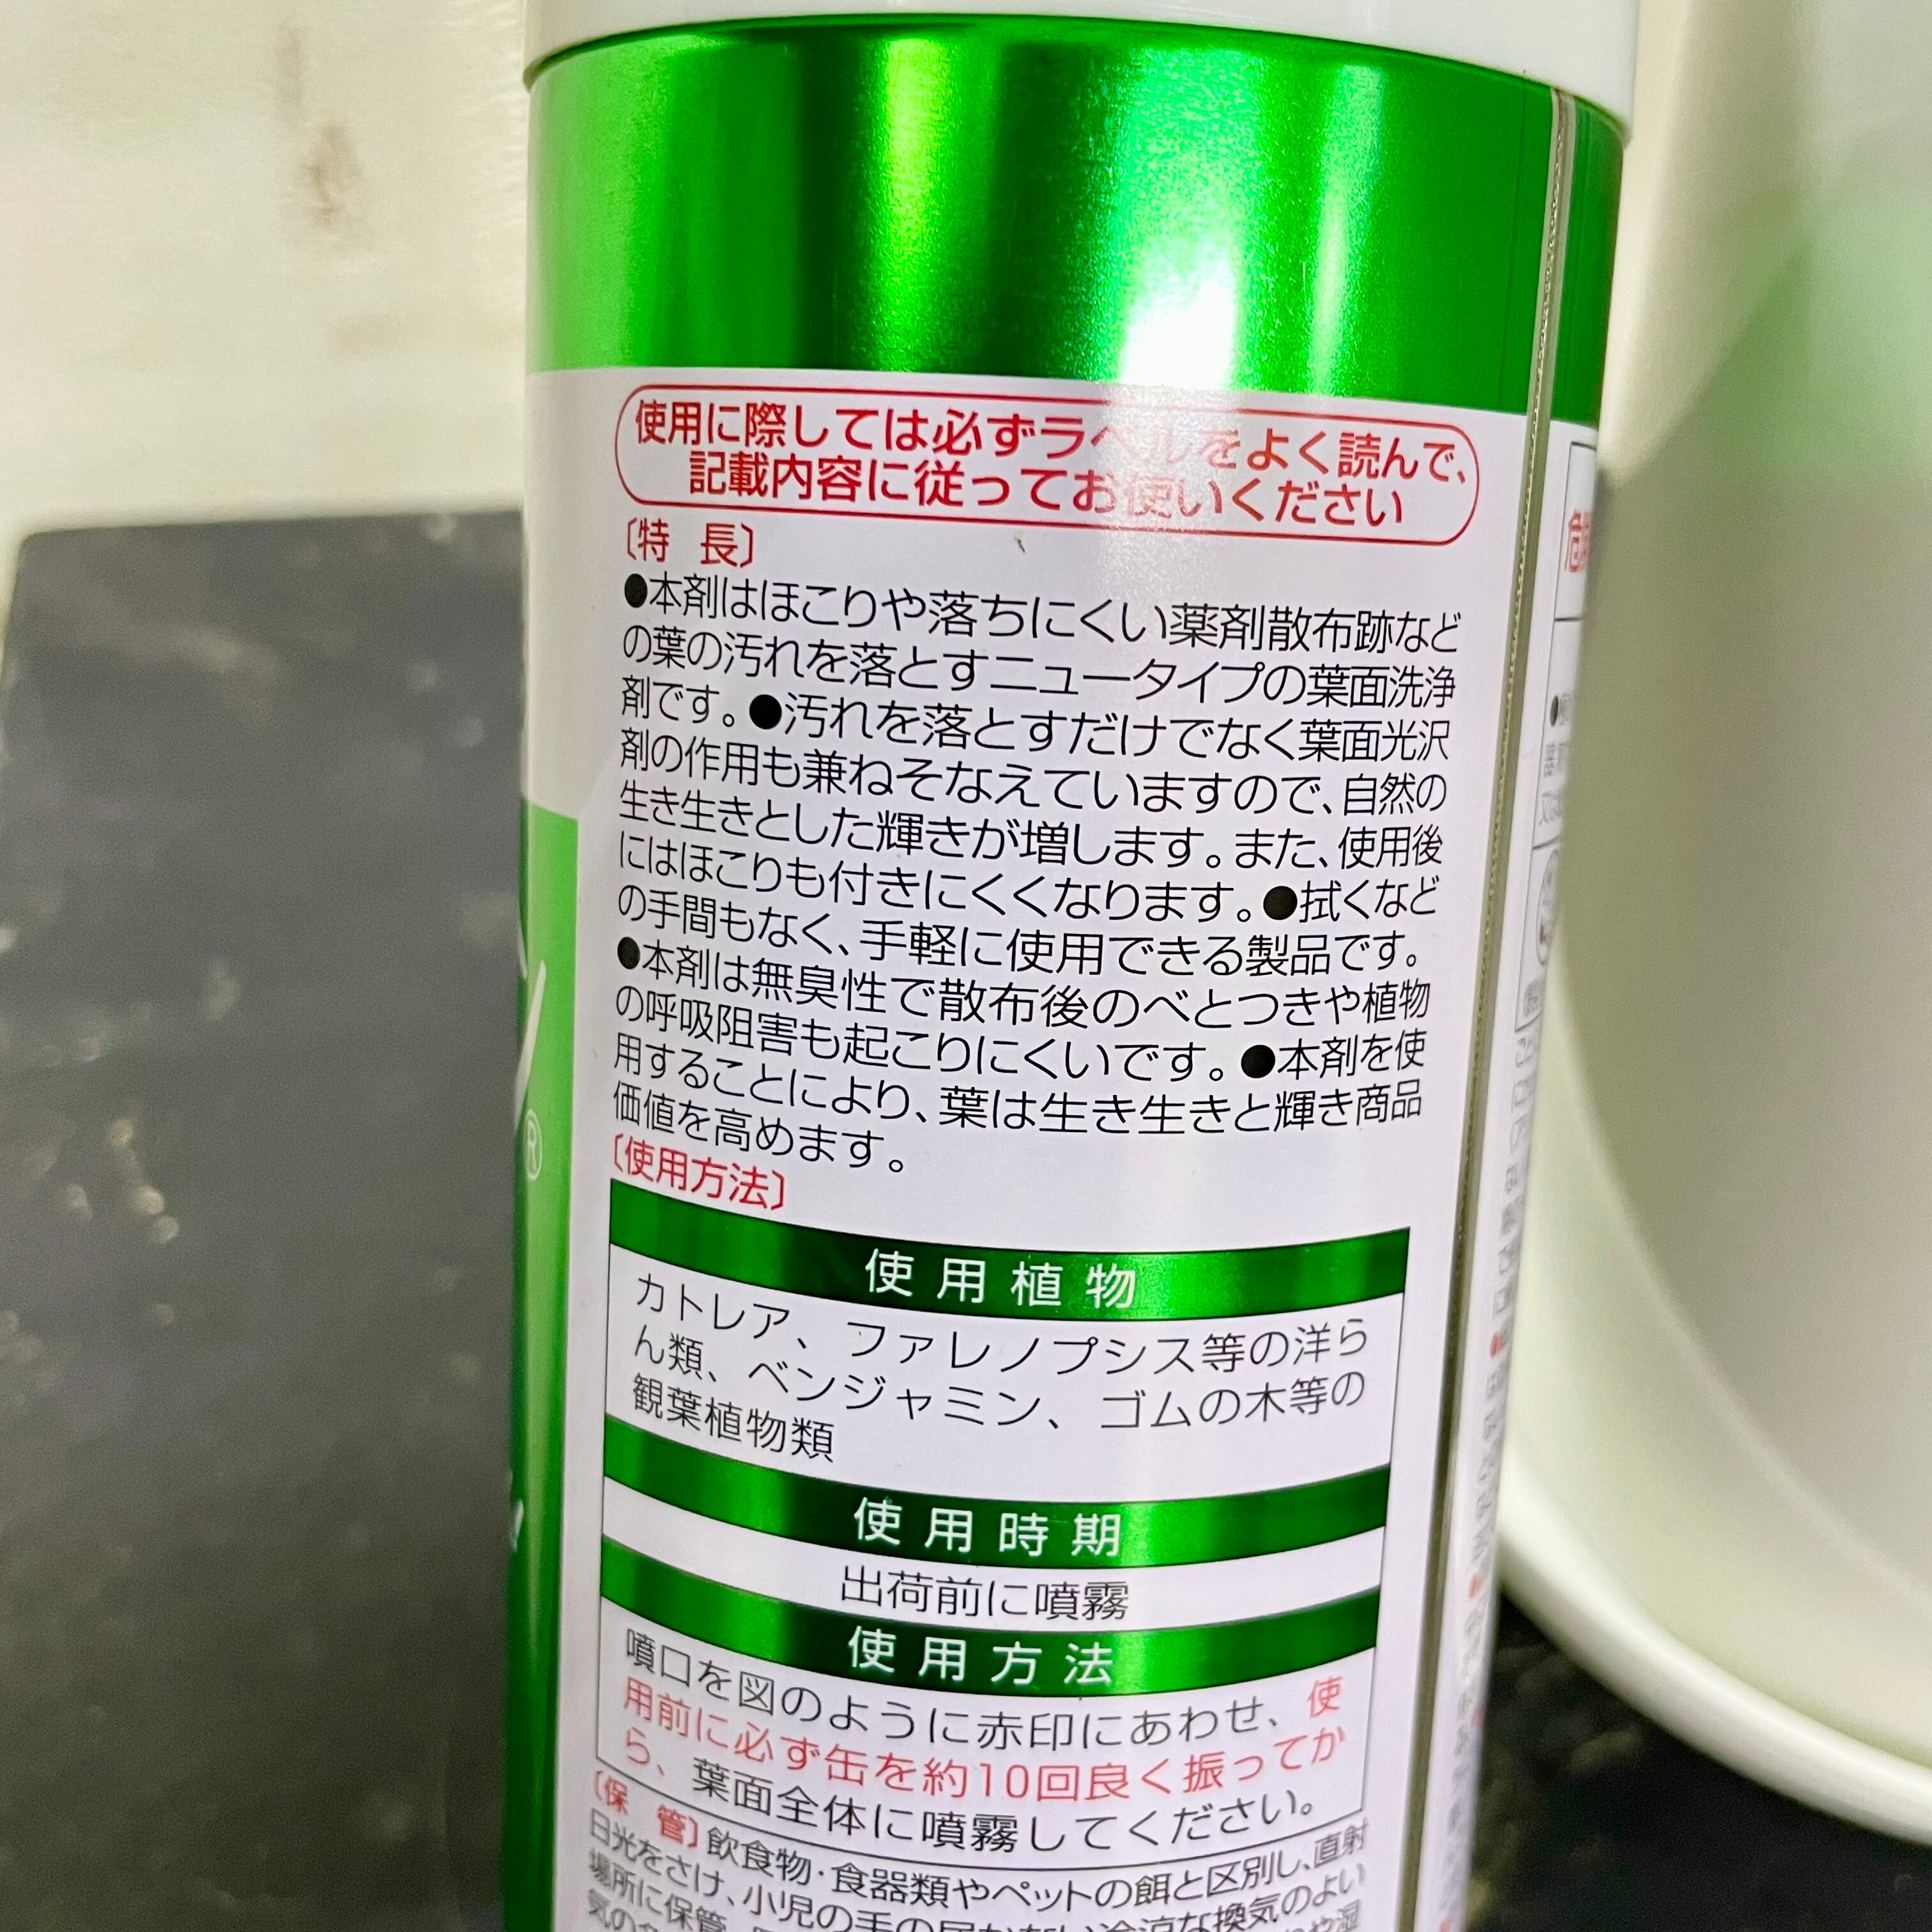 使用に際しては必ずラベルをよく読んで、
記載内容に従ってお使いください
〔特 長〕
●本剤はほこりや落ちにくい薬剤散布跡など
の葉の汚れを落とすニュータイプの葉面洗浄
剤です。●汚れを落とすだけでなく葉面光沢
剤の作用も兼ねそなえていますので、自然の
生き生きとした輝きが増します。また、使用後
にはほこりも付きにくくなります。●拭くなど
の手間もなく、手軽に使用できる製品です。
●本剤は無臭性で散布後のべとつきや植物
の呼吸阻害も起こりにくいです。●本剤を使
用することにより、葉は生き生きと輝き商品
価値を高めます。
®
〔使用方法〕
使用植物
カトレア、ファレノプシス等の洋ら
ん類、ベンジャミン、ゴムの木等の
観葉植物類
使用時期
出荷前に噴霧
使用方法
噴口を図のように赤印にあわせ、使
用前に必ず缶を約10回良く振ってか
ら、葉面全体に噴霧してください。
〔保 管〕飲食物・食器類やペットの餌と区別し、直射
日光をさけ、小児の手の届かない冷涼な換気のよい
場所に保管
危